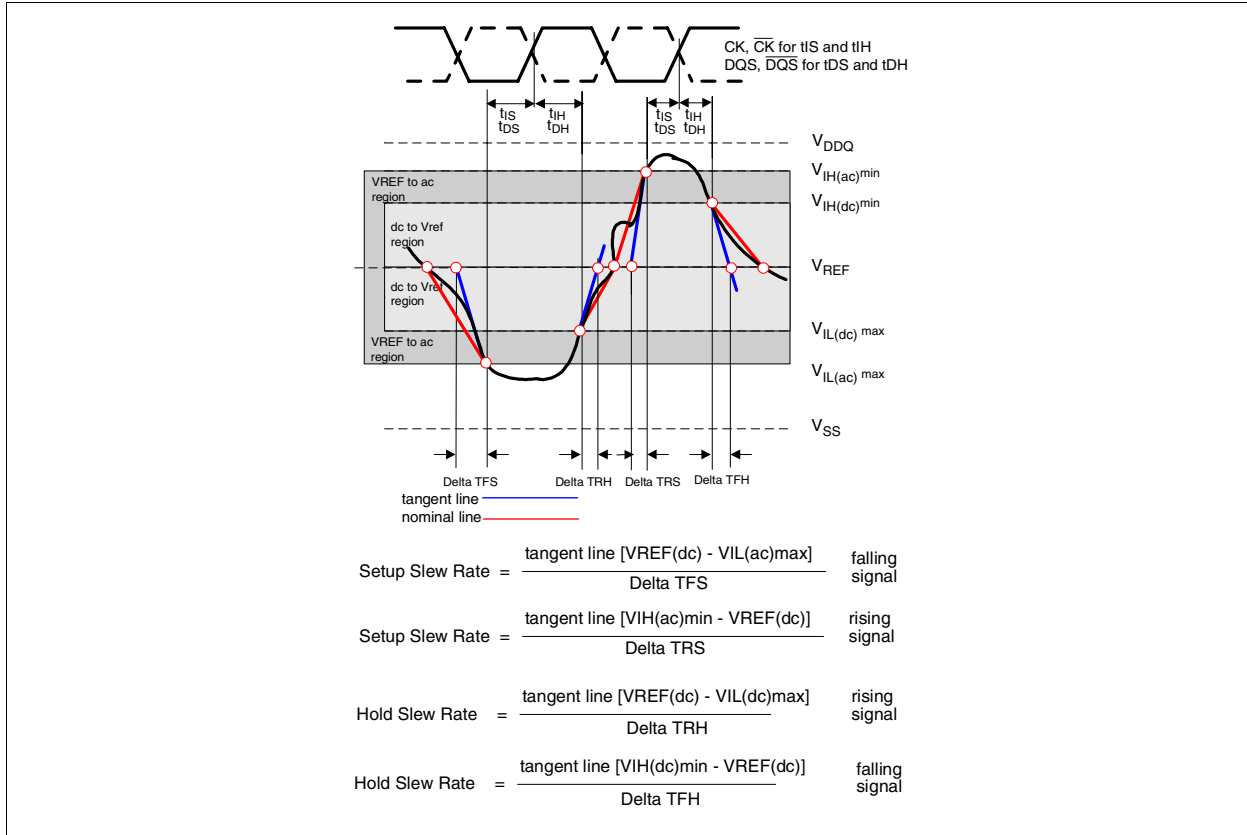 CK, CK for tIS and tIH
DQS, DQS for tDS and tDH
tIS tIH tIS tIH
tDS tDH tDS tDH
VDDQ
VREF to ac
region
VIH(ac)min
VIH(dc)min
dc to Vref
region
VREF
dc to Vref
region
VIL(dc)max
VREF to ac
region
VIL(ac)max
VSS
Delta TFS Delta TRH Delta TRS Delta TFH
tangent line
nominal line
Setup Slew Rate = tangent line [VREF(dc) - VIL(ac)max] falling
Delta TFS signal
Setup Slew Rate = tangent line [VIH(ac)min - VREF(dc)] rising
Delta TRS signal
Hold Slew Rate = tangent line [VREF(dc) - VIL(dc)max] rising
Delta TRH signal
Hold Slew Rate = tangent line [VIH(dc)min - VREF(dc)] falling
Delta TFH signal